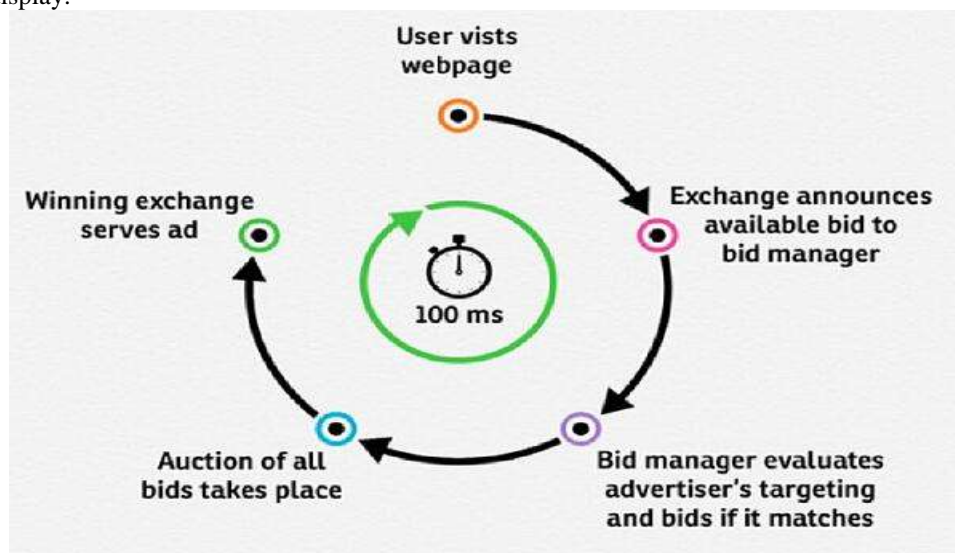 User vists
webpage
Exchange announces
available bid to
bid manager
Bid manager evaluates
advertiser's targeting
and bids if it matches
Auction of all
bids takes place
Winning exchange
serves ad
100 ms